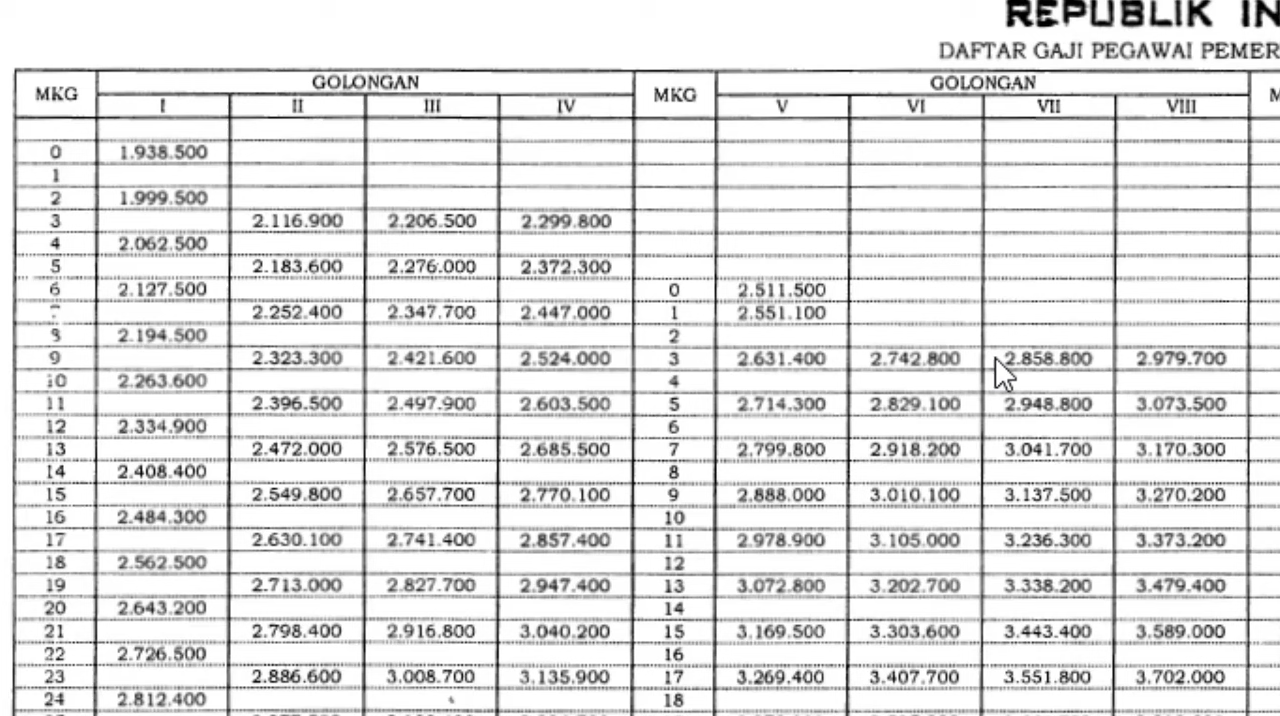 REPUBLIK IN
DAFTAR GAJI PEGAWAI PEMER
MKG GOLONGAN MKG GOLONGAN M
I II III IV V VI VII VIII
0 1.938.500
1
2 1.999.500
3 2.116.900 2.206.500 2.299.800
4 2.062.500
5 2.183.600 2.276.000 2.372.300
6 2.127.500 0 2.511.500
2.252.400 2.347.700 2.447.000 1 2.551.100
2.194.500 2
9 2.323.300 2.421.600 2.524.000 3 2.631.400 2.742.800 2.858.800 2.979.700
10 2.263.600 4
11 2.396.500 2.497.900 2.603.500 5 2.714.300 2.829.100 2.948.800 3.073.500
12 2.334.900 6
13 2.472.000 2.576.500 2.685.500 7 2.799.800 2.918.200 3.041.700 3.170.300
14 2.408.400 8
15 2.549.800 2.657.700 2.770.100 9 2.888.000 3.010.100 3.137.500 3.270.200
16 2.484.300 10
17 2.630.100 2.741.400 2.857.400 11 2.978.900 3.105.000 3.236.300 3.373.200
18 2.562.500 12
19 2.713.000 2.827.700 2.947.400 13 3.072.800 3.202.700 3.338.200 3.479.400
20 2.643.200 14
21 2.798.400 2.916.800 3.040.200 15 3.169.500 3.303.600 3.443.400 3.589.000
22 2.726.500 16
23 2.886.600 3.008.700 3.135.900 17 3.269.400 3.407.700 3.551.800 3.702.000
24 2.812.400 18